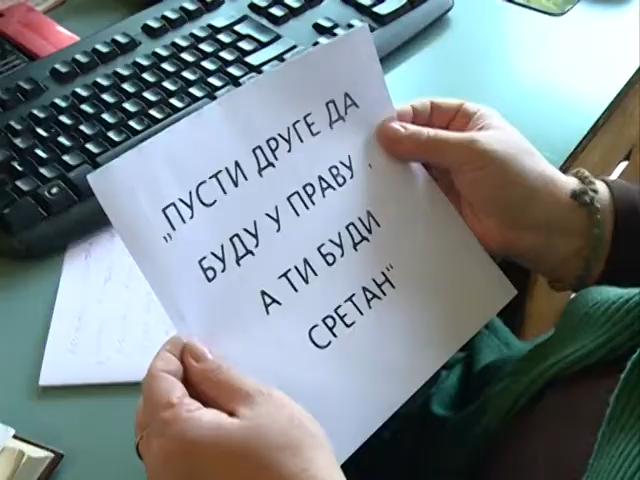 „ПУСТИ ДРУГЕ ДА
БУДУ У ПРАВУ ,
А ТИ БУДИ
СРЕТАН“